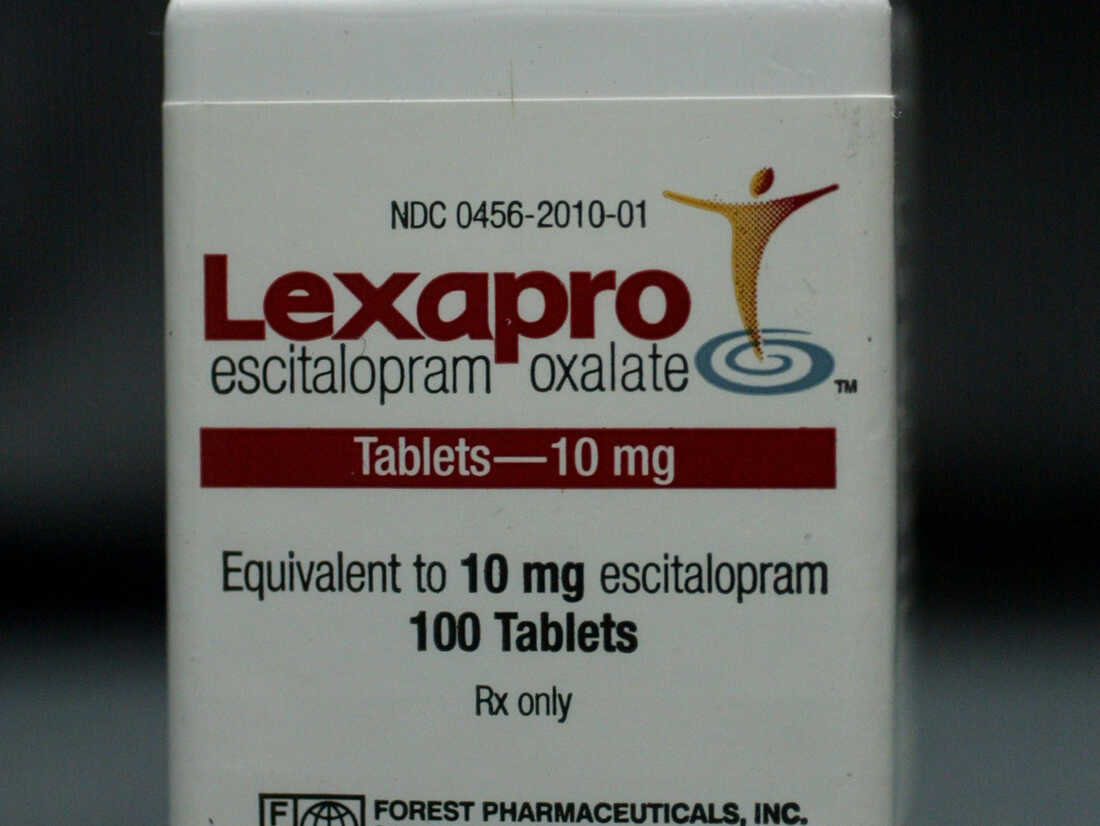 NDC 0456-2010-01
Lexapro
escitalopram oxalate
TM
Tablets—10 mg
Equivalent to 10 mg escitalopram
100 Tablets
Rx only
F FOREST PHARMACEUTICALS, INC.